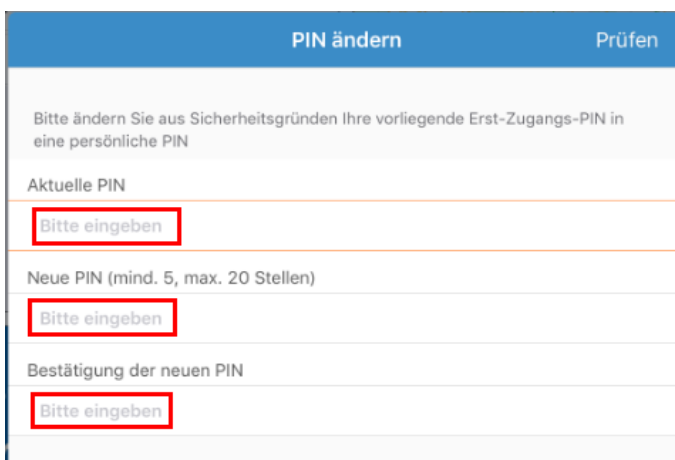 PIN ändern
Prüfen
Bitte ändern Sie aus Sicherheitsgründen Ihre vorliegende Erst-Zugangs-PIN in
eine persönliche PIN
Aktuelle PIN
Bitte eingeben
Neue PIN (mind. 5, max. 20 Stellen)
Bitte eingeben
Bestätigung der neuen PIN
Bitte eingeben